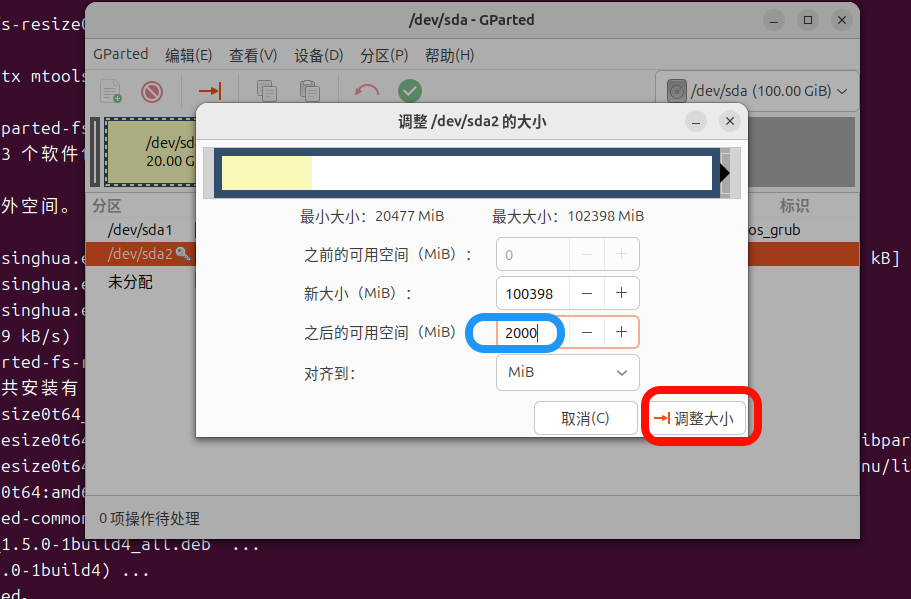 s-resize0
/dev/sda - GParted
GParted 编辑(E) 查看(V) 设备(D) 分区(P) 帮助(H)
tx mtools
/dev/sda (100.00 GiB)
调整 /dev/sda2 的大小
parted-fs
3 个软件
/dev/sd
20.00 G
外空间。
分区
标识
最小大小：20477 MiB 最大大小：102398 MiB
/dev/sda1
os_grub
/dev/sda2
之前的可用空间（MiB）： 0
singhua.e
kB]
singhua.e
未分配
新大小（MiB）： 100398
singhua.e
9 kB/s)
之后的可用空间（MiB） 2000
rted-fs-r
对齐到： MiB
共安装有
size0t64_
取消(C) 调整大小
esize0t64
libpar
esize0t64
nu/li
0t64:amd6
ed-common
0 项操作待处理
1.5.0-1build4_all.deb ...
.0-1build4) ...
ed.